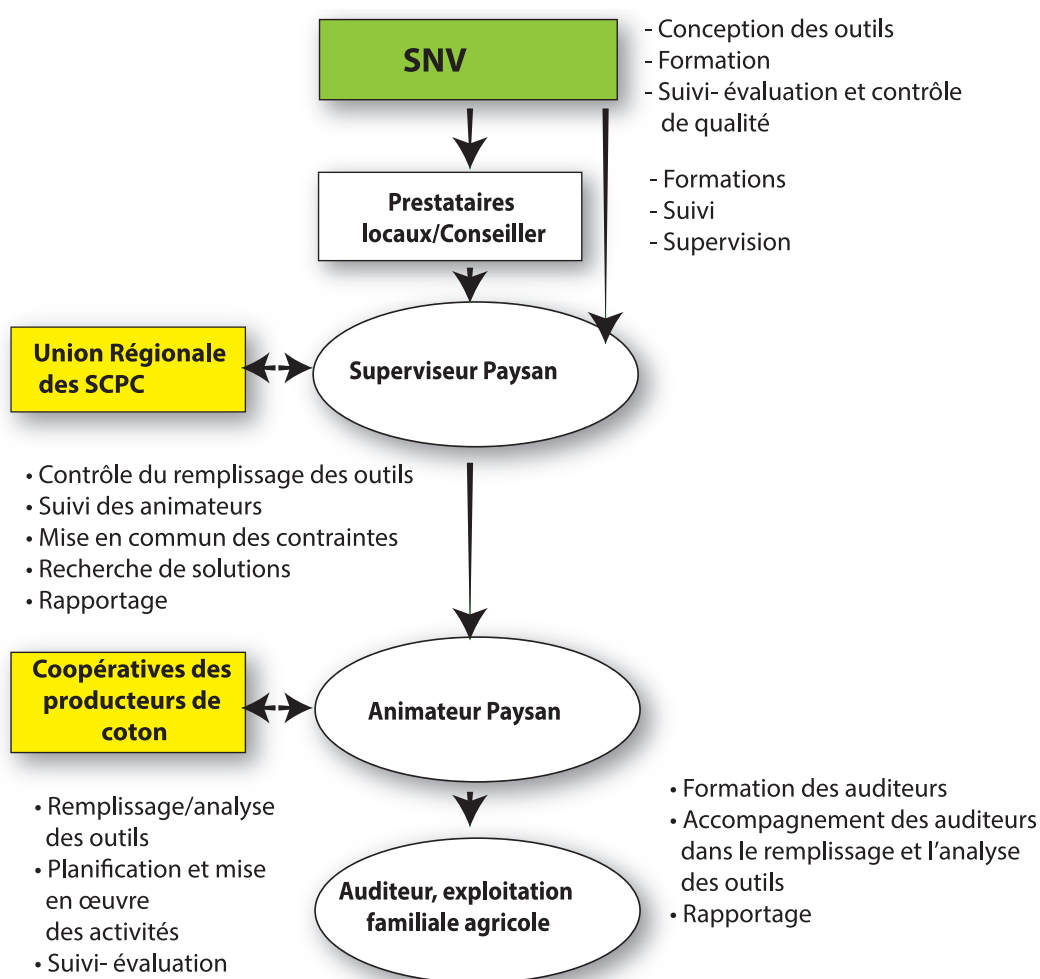 SNV
- Conception des outils
- Formation
- Suivi- évaluation et contrôle
de qualité
Prestataires
locaux/Conseiller
- Formations
- Suivi
- Supervision
Union Régionale
des SCPC
Superviseur Paysan
• Contrôle du remplissage des outils
• Suivi des animateurs
• Mise en commun des contraintes
• Recherche de solutions
• Rapportage
Coopératives des
producteurs de
coton
Animateur Paysan
• Remplissage/analyse
des outils
• Planification et mise
en œuvre
des activités
• Suivi- évaluation
Auditeur, exploitation
familiale agricole
• Formation des auditeurs
• Accompagnement des auditeurs
dans le remplissage et l’analyse
des outils
• Rapportage